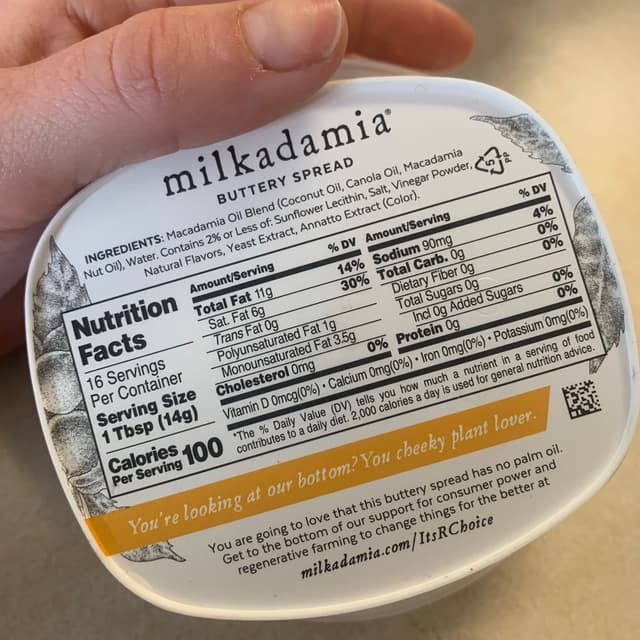 milkadamia®
BUTTERY SPREAD
INGREDIENTS: Macadamia Oil Blend (Coconut Oil, Canola Oil, Macadamia
Nut Oil), Water. Contains 2% or Less of: Sunflower Lecithin, Salt, Vinegar Powder,
Natural Flavors, Yeast Extract, Annatto Extract (Color).
5
PP
Nutrition
Facts
16 Servings
Per Container
Serving Size
1 Tbsp (14g)
Calories
Per Serving 100
Amount/Serving % DV
Total Fat 11g 14%
Sat. Fat 6g 30%
Trans Fat 0g
Polyunsaturated Fat 1g
Monounsaturated Fat 3.5g
Cholesterol 0mg 0%
Amount/Serving % DV
Sodium 90mg 4%
Total Carb. 0g 0%
Dietary Fiber 0g 0%
Total Sugars 0g
Incl 0g Added Sugars 0%
Protein 0g 0%
Vitamin D 0mcg(0%) • Calcium 0mg(0%) • Iron 0mg(0%) • Potassium 0mg(0%)
*The % Daily Value (DV) tells you how much a nutrient in a serving of food
contributes to a daily diet. 2,000 calories a day is used for general nutrition advice.
You're looking at our bottom? You cheeky plant lover.
You are going to love that this buttery spread has no palm oil.
Get to the bottom of our support for consumer power and
regenerative farming to change things for the better at
milkadamia.com/ItsRChoice